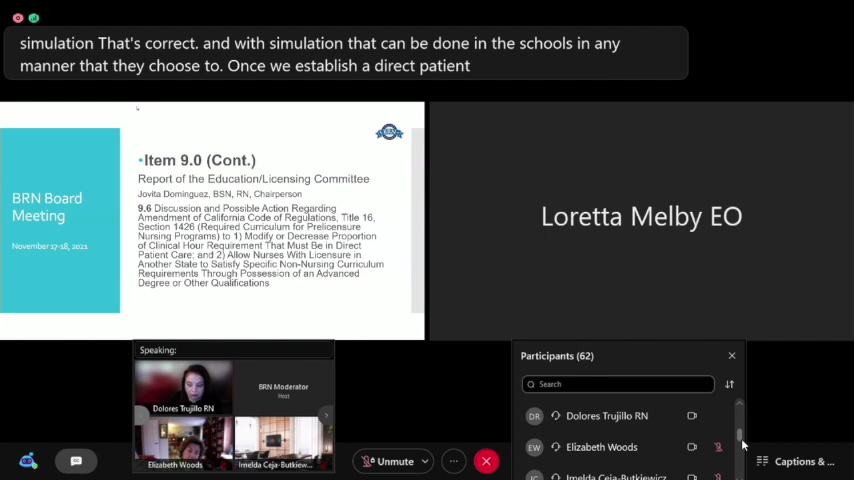 simulation That's correct. and with simulation that can be done in the schools in any
manner that they choose to. Once we establish a direct patient
BRN Board
Meeting
November 17-18, 2021
•Item 9.0 (Cont.)
Report of the Education/Licensing Committee
Jovita Dominguez, BSN, RN, Chairperson
9.6 Discussion and Possible Action Regarding
Amendment of California Code of Regulations, Title 16,
Section 1426 (Required Curriculum for Prelicensure
Nursing Programs) to 1) Modify or Decrease Proportion
of Clinical Hour Requirement That Must Be in Direct
Patient Care; and 2) Allow Nurses With Licensure in
Another State to Satisfy Specific Non-Nursing Curriculum
Requirements Through Possession of an Advanced
Degree or Other Qualifications
Loretta Melby EO
Speaking:
Dolores Trujillo RN
BRN Moderator
Host
Elizabeth Woods
Imelda Ceja-Butkiew...
Participants (62)
Search
DR Dolores Trujillo RN
EW Elizabeth Woods
Imelda Ceja-Butkiewicz
CC
Unmute
Captions & ...